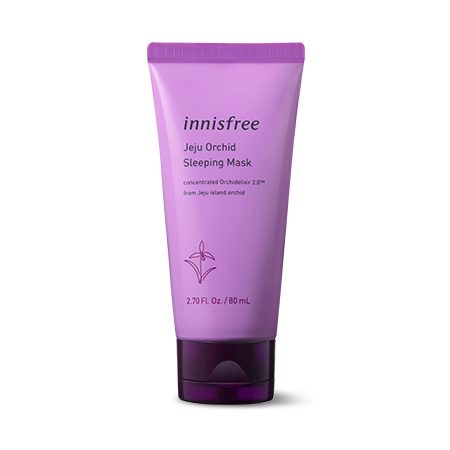 innisfree
Jeju Orchid
Sleeping Mask
concentrated Orchidelixir 2.0™
from Jeju island orchid
2.70 Fl. Oz. / 80 mL